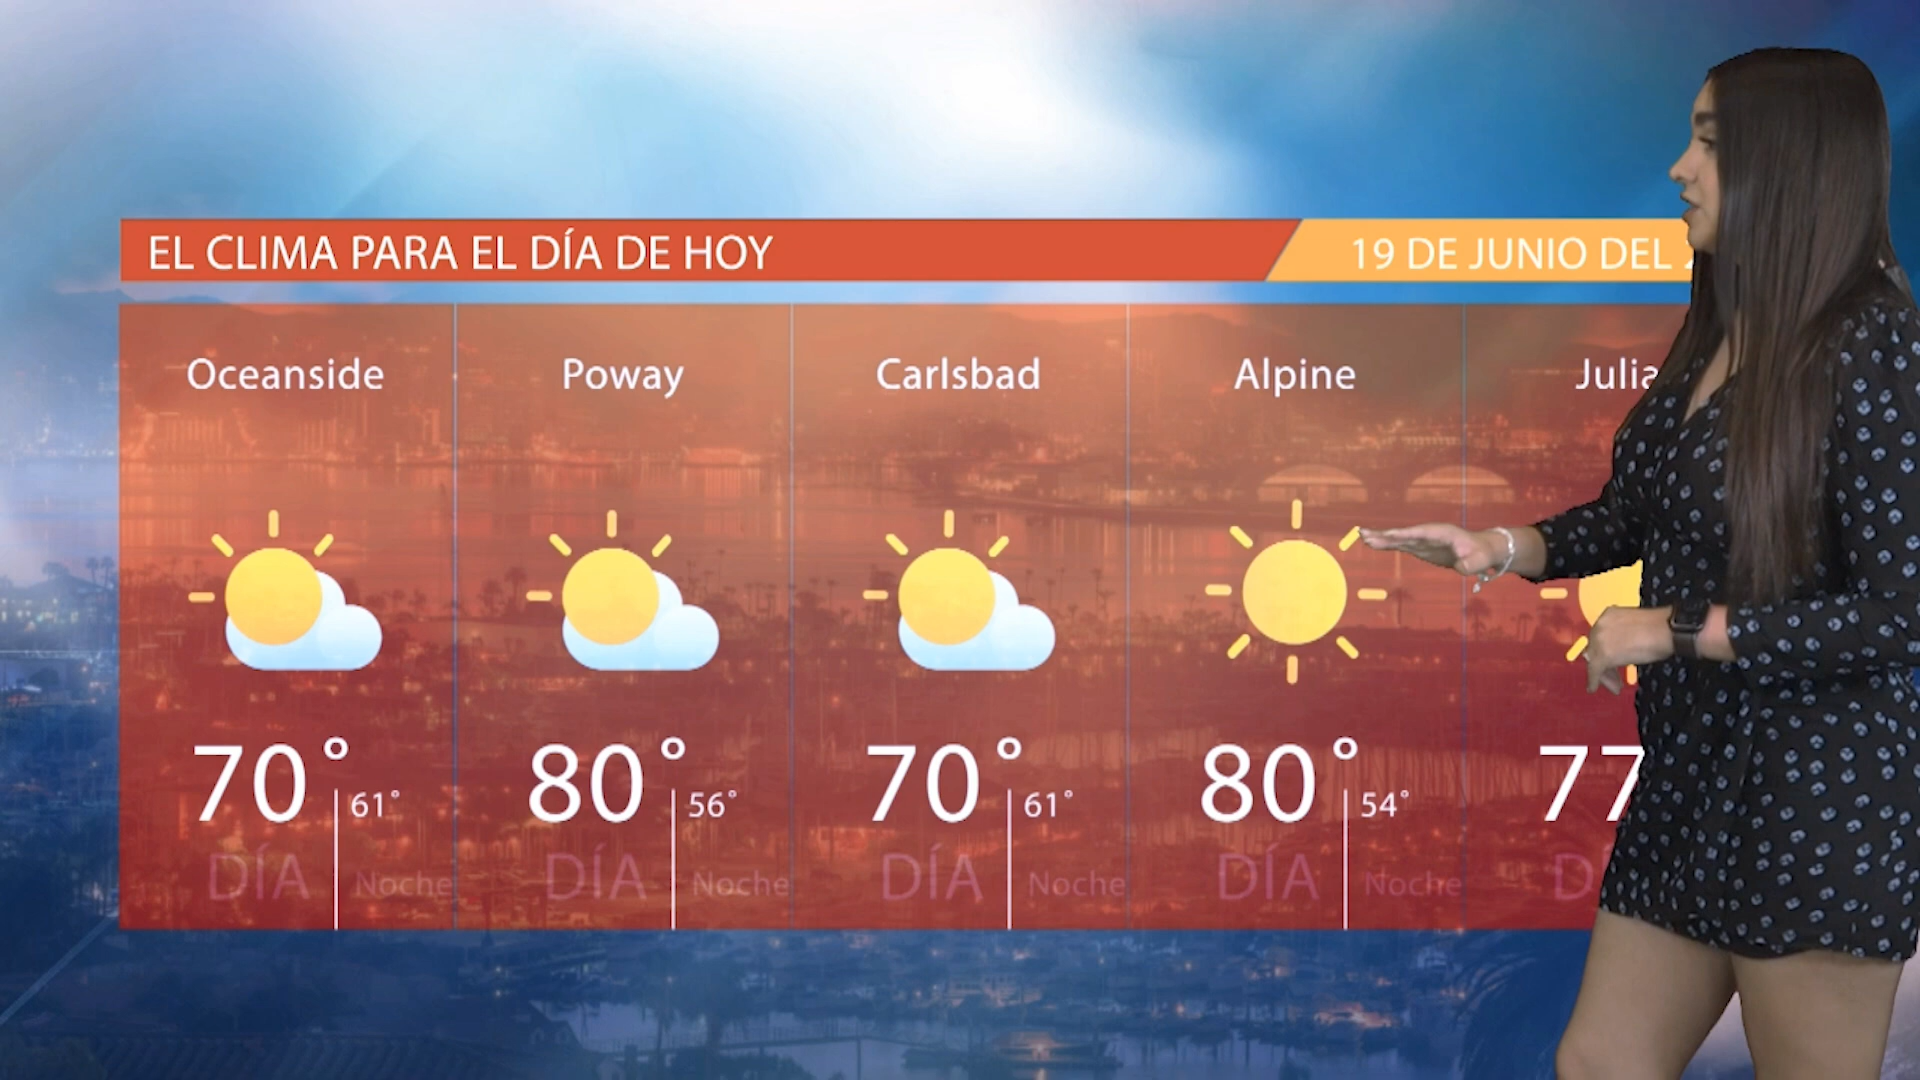 EL CLIMA PARA EL DÍA DE HOY
19 DE JUNIO DEL
Oceanside
Poway
Carlsbad
Alpine
70° 61°
80° 56°
70° 61°
80° 54°
77
DÍA Noche
DÍA Noche
DÍA Noche
DÍA Noche